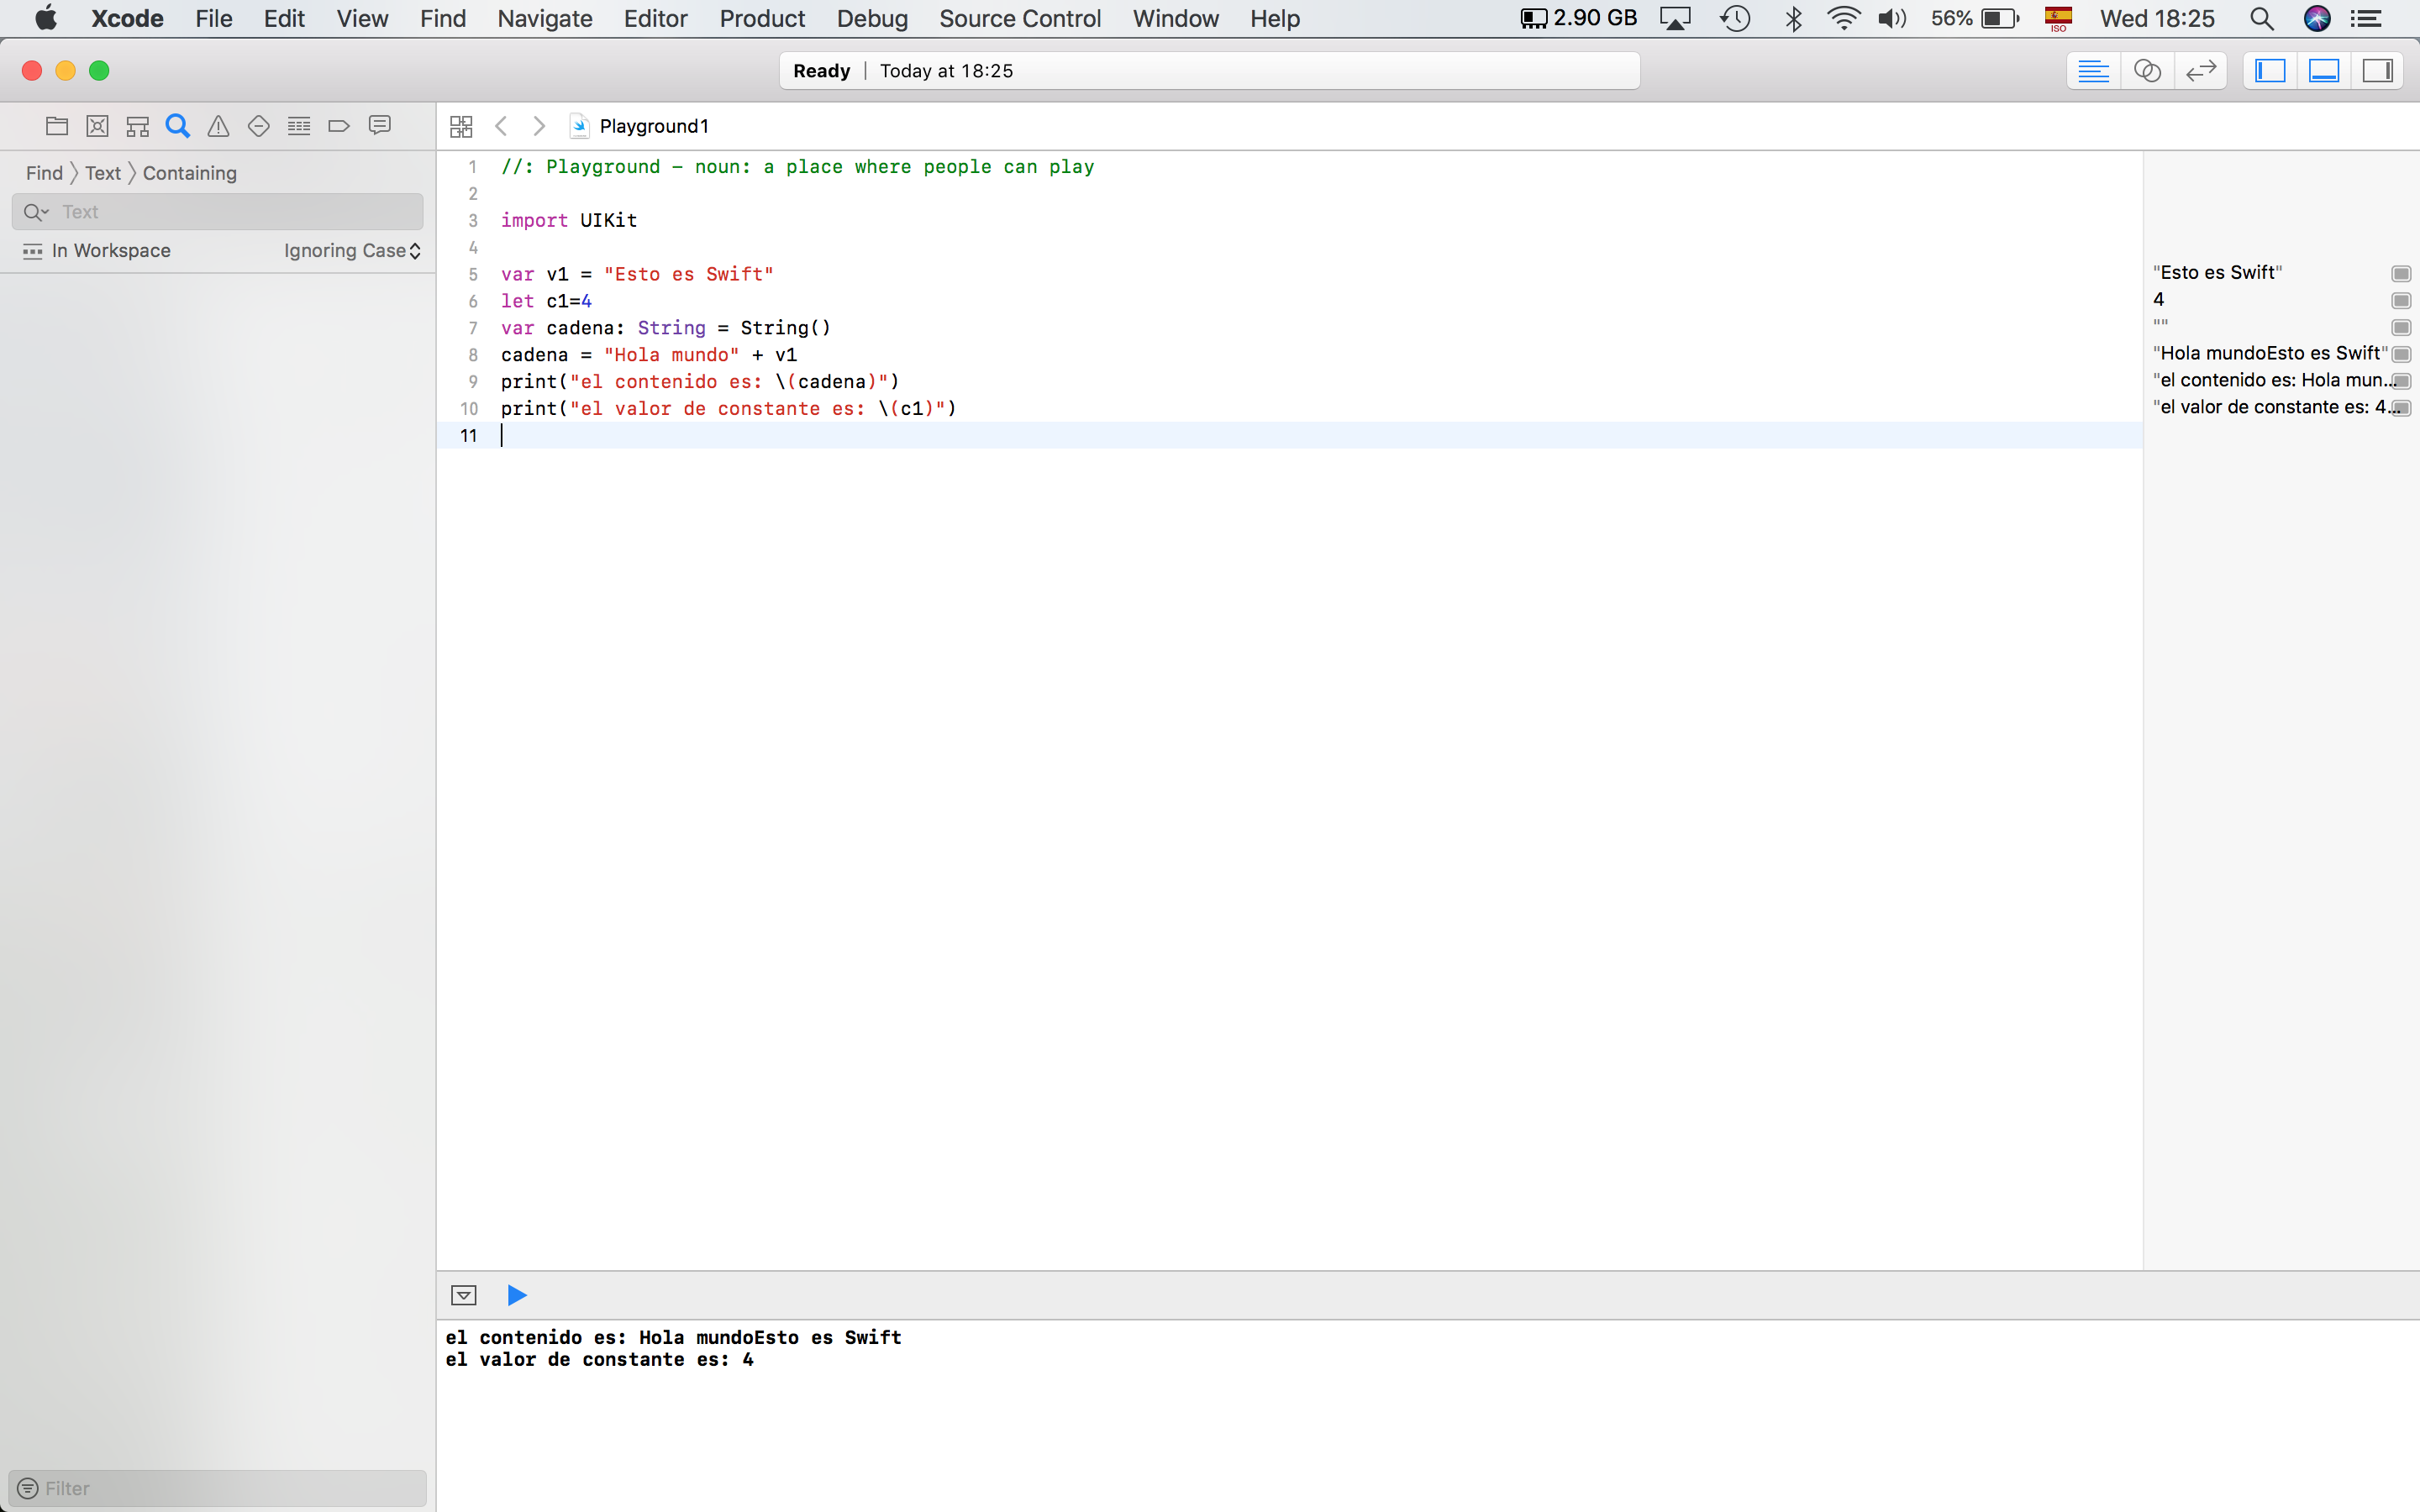 Xcode File Edit View Find Navigate Editor Product Debug Source Control Window Help 2.90 GB 56% ISO Wed 18:25
Ready | Today at 18:25
Playground1
Find 〉 Text 〉 Containing
Text
In Workspace Ignoring Case
1 //: Playground - noun: a place where people can play
2
3 import UIKit
4
5 var v1 = "Esto es Swift"
6 let c1=4
7 var cadena: String = String()
8 cadena = "Hola mundo" + v1
9 print("el contenido es: \(cadena)")
10 print("el valor de constante es: \(c1)")
11
"Esto es Swift"
4
""
"Hola mundoEsto es Swift"
"el contenido es: Hola mun...
"el valor de constante es: 4...
el contenido es: Hola mundoEsto es Swift
el valor de constante es: 4
Filter